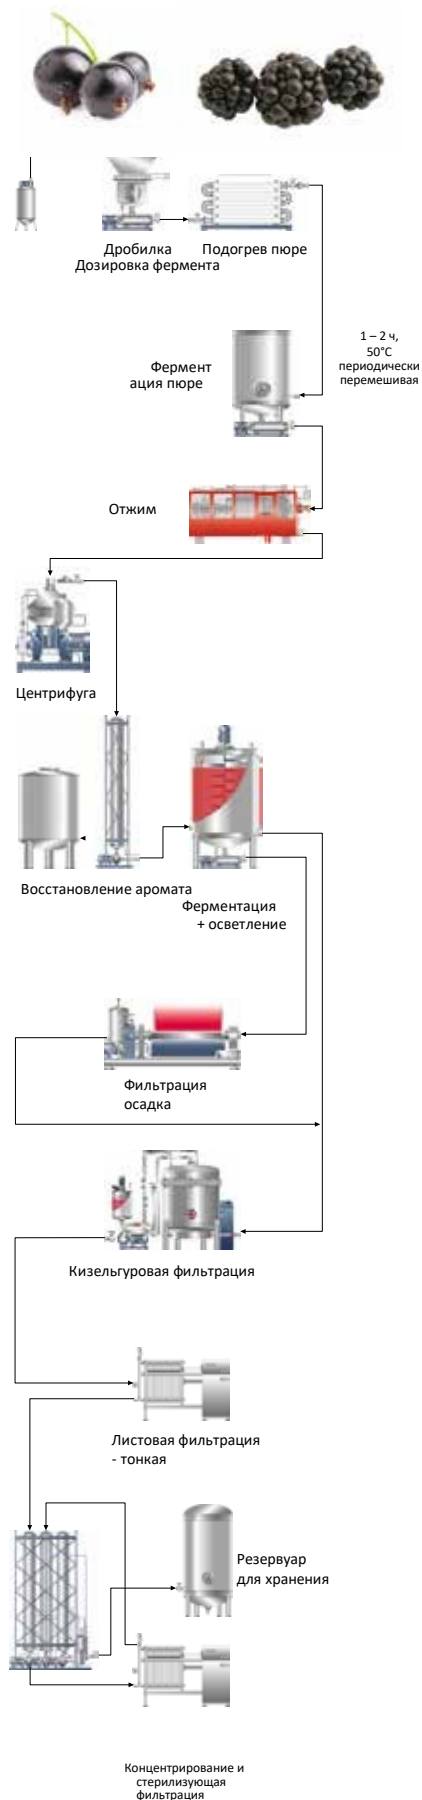 Дробилка
Дозировка фермента
Подогрев пюре
1 – 2 ч,
50°C
периодически
перемешивая
Фермент
ация пюре
Отжим
Центрифуга
Восстановление аромата
Ферментация
+ осветление
Фильтрация
осадка
Кизельгуровая фильтрация
Листовая фильтрация
- тонкая
Резервуар
для хранения
Концентрирование и
стерилизующая
фильтрация